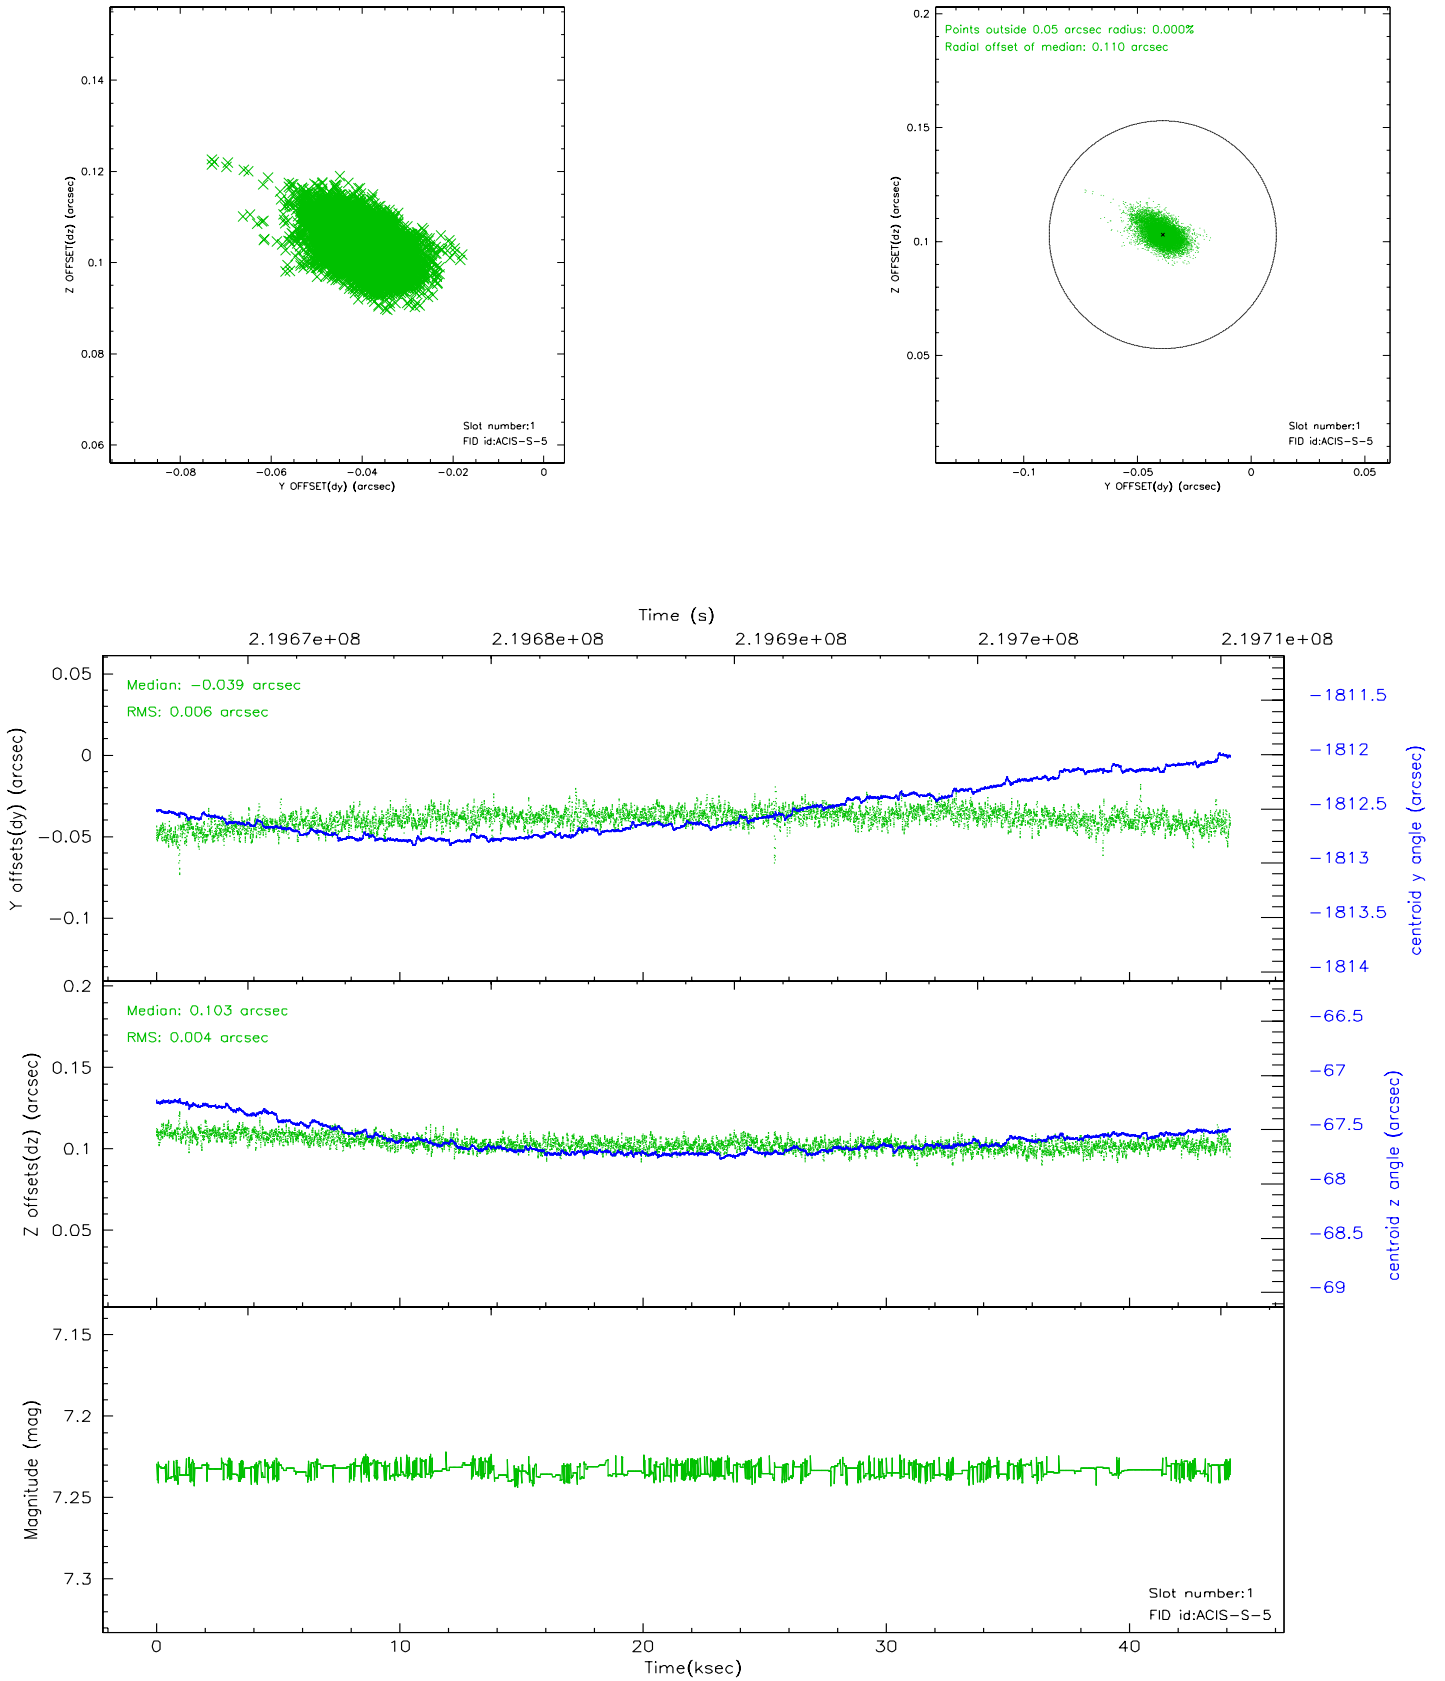 0.14
0.12
0.1
0.08
0.06
Z OFFSET(dz) (arcsec)
Slot number:1
FID id:ACIS-S-5
-0.08 -0.06 -0.04 -0.02 0
Y OFFSET(dy) (arcsec)
Points outside 0.05 arcsec radius: 0.000%
Radial offset of median: 0.110 arcsec
0.2
0.15
0.1
0.05
Z OFFSET(dz) (arcsec)
Slot number:1
FID id:ACIS-S-5
-0.1 -0.05 0 0.05
Y OFFSET(dy) (arcsec)
Time (s)
2.1967e+08 2.1968e+08 2.1969e+08 2.197e+08 2.1971e+08
Median: -0.039 arcsec
RMS: 0.006 arcsec
0.05
0
-0.05
-0.1
Y offsets(dy) (arcsec)
-1811.5
-1812
-1812.5
-1813
-1813.5
-1814
centroid y angle (arcsec)
Median: 0.103 arcsec
RMS: 0.004 arcsec
0.2
0.15
0.1
0.05
Z offsets(dz) (arcsec)
-66.5
-67
-67.5
-68
-68.5
-69
centroid z angle (arcsec)
7.15
7.2
7.25
7.3
Magnitude (mag)
Slot number:1
FID id:ACIS-S-5
0 10 20 30 40
Time(ksec)